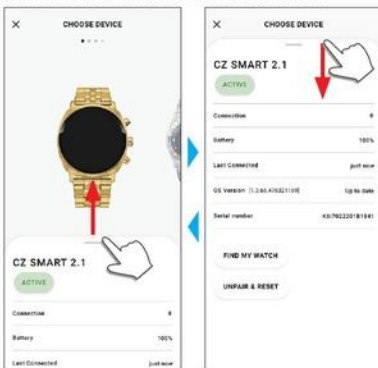 CHOOSE DEVICE
CZ SMART 2.1
ACTIVE
Connection
Battery 100%
Last Connected just now
CHOOSE DEVICE
CZ SMART 2.1
ACTIVE
Connection
Battery 100%
Last Connected just now
OS Version Up to date
Serial number
FIND MY WATCH
UNPAIR & RESET